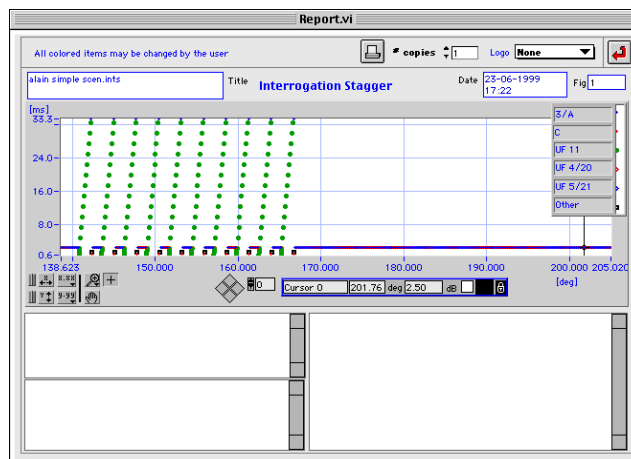 Report.vi
All colored items may be changed by the user
# copies 1 Logo None
alain simple scen.ints Title Interrogation Stagger Date 23-06-1999 17:22 Fig 1
[ms]
33.3
24.0
16.0
8.0
0.6
3/A
C
UF 11
UF 4/20
UF 5/21
Other
138.623 150.000 160.000 170.000 180.000 190.000 200.000 205.020
[deg]
X.XX
Y.YY
0 Cursor 0 201.76 deg 2.50 dB